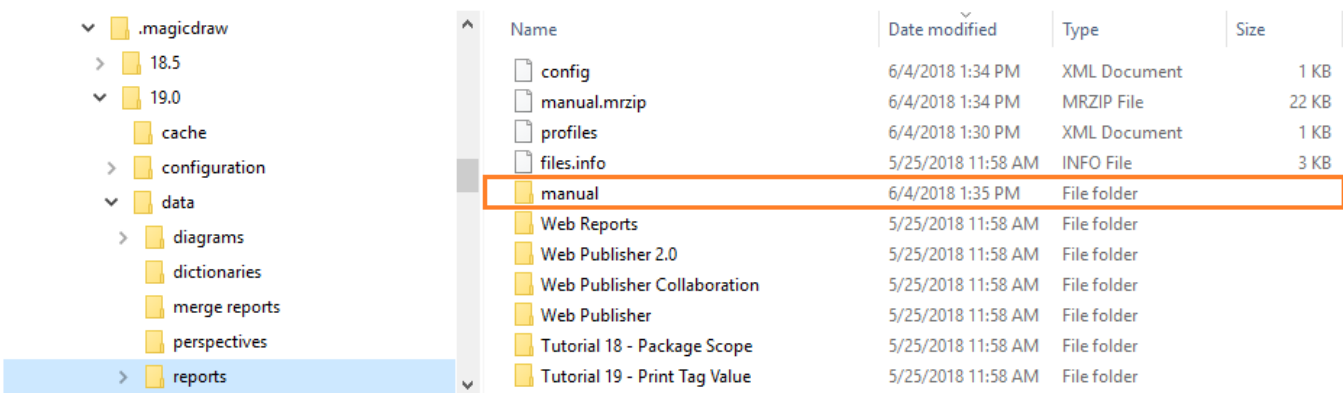 .magicdraw
18.5
19.0
cache
configuration
data
diagrams
dictionaries
merge reports
perspectives
reports
Name Date modified Type Size
config 6/4/2018 1:34 PM XML Document 1 KB
manual.mrzip 6/4/2018 1:34 PM MRZIP File 22 KB
profiles 6/4/2018 1:30 PM XML Document 1 KB
files.info 5/25/2018 11:58 AM INFO File 3 KB
manual 6/4/2018 1:35 PM File folder
Web Reports 5/25/2018 11:58 AM File folder
Web Publisher 2.0 5/25/2018 11:58 AM File folder
Web Publisher Collaboration 5/25/2018 11:58 AM File folder
Web Publisher 5/25/2018 11:58 AM File folder
Tutorial 18 - Package Scope 5/25/2018 11:58 AM File folder
Tutorial 19 - Print Tag Value 5/25/2018 11:58 AM File folder